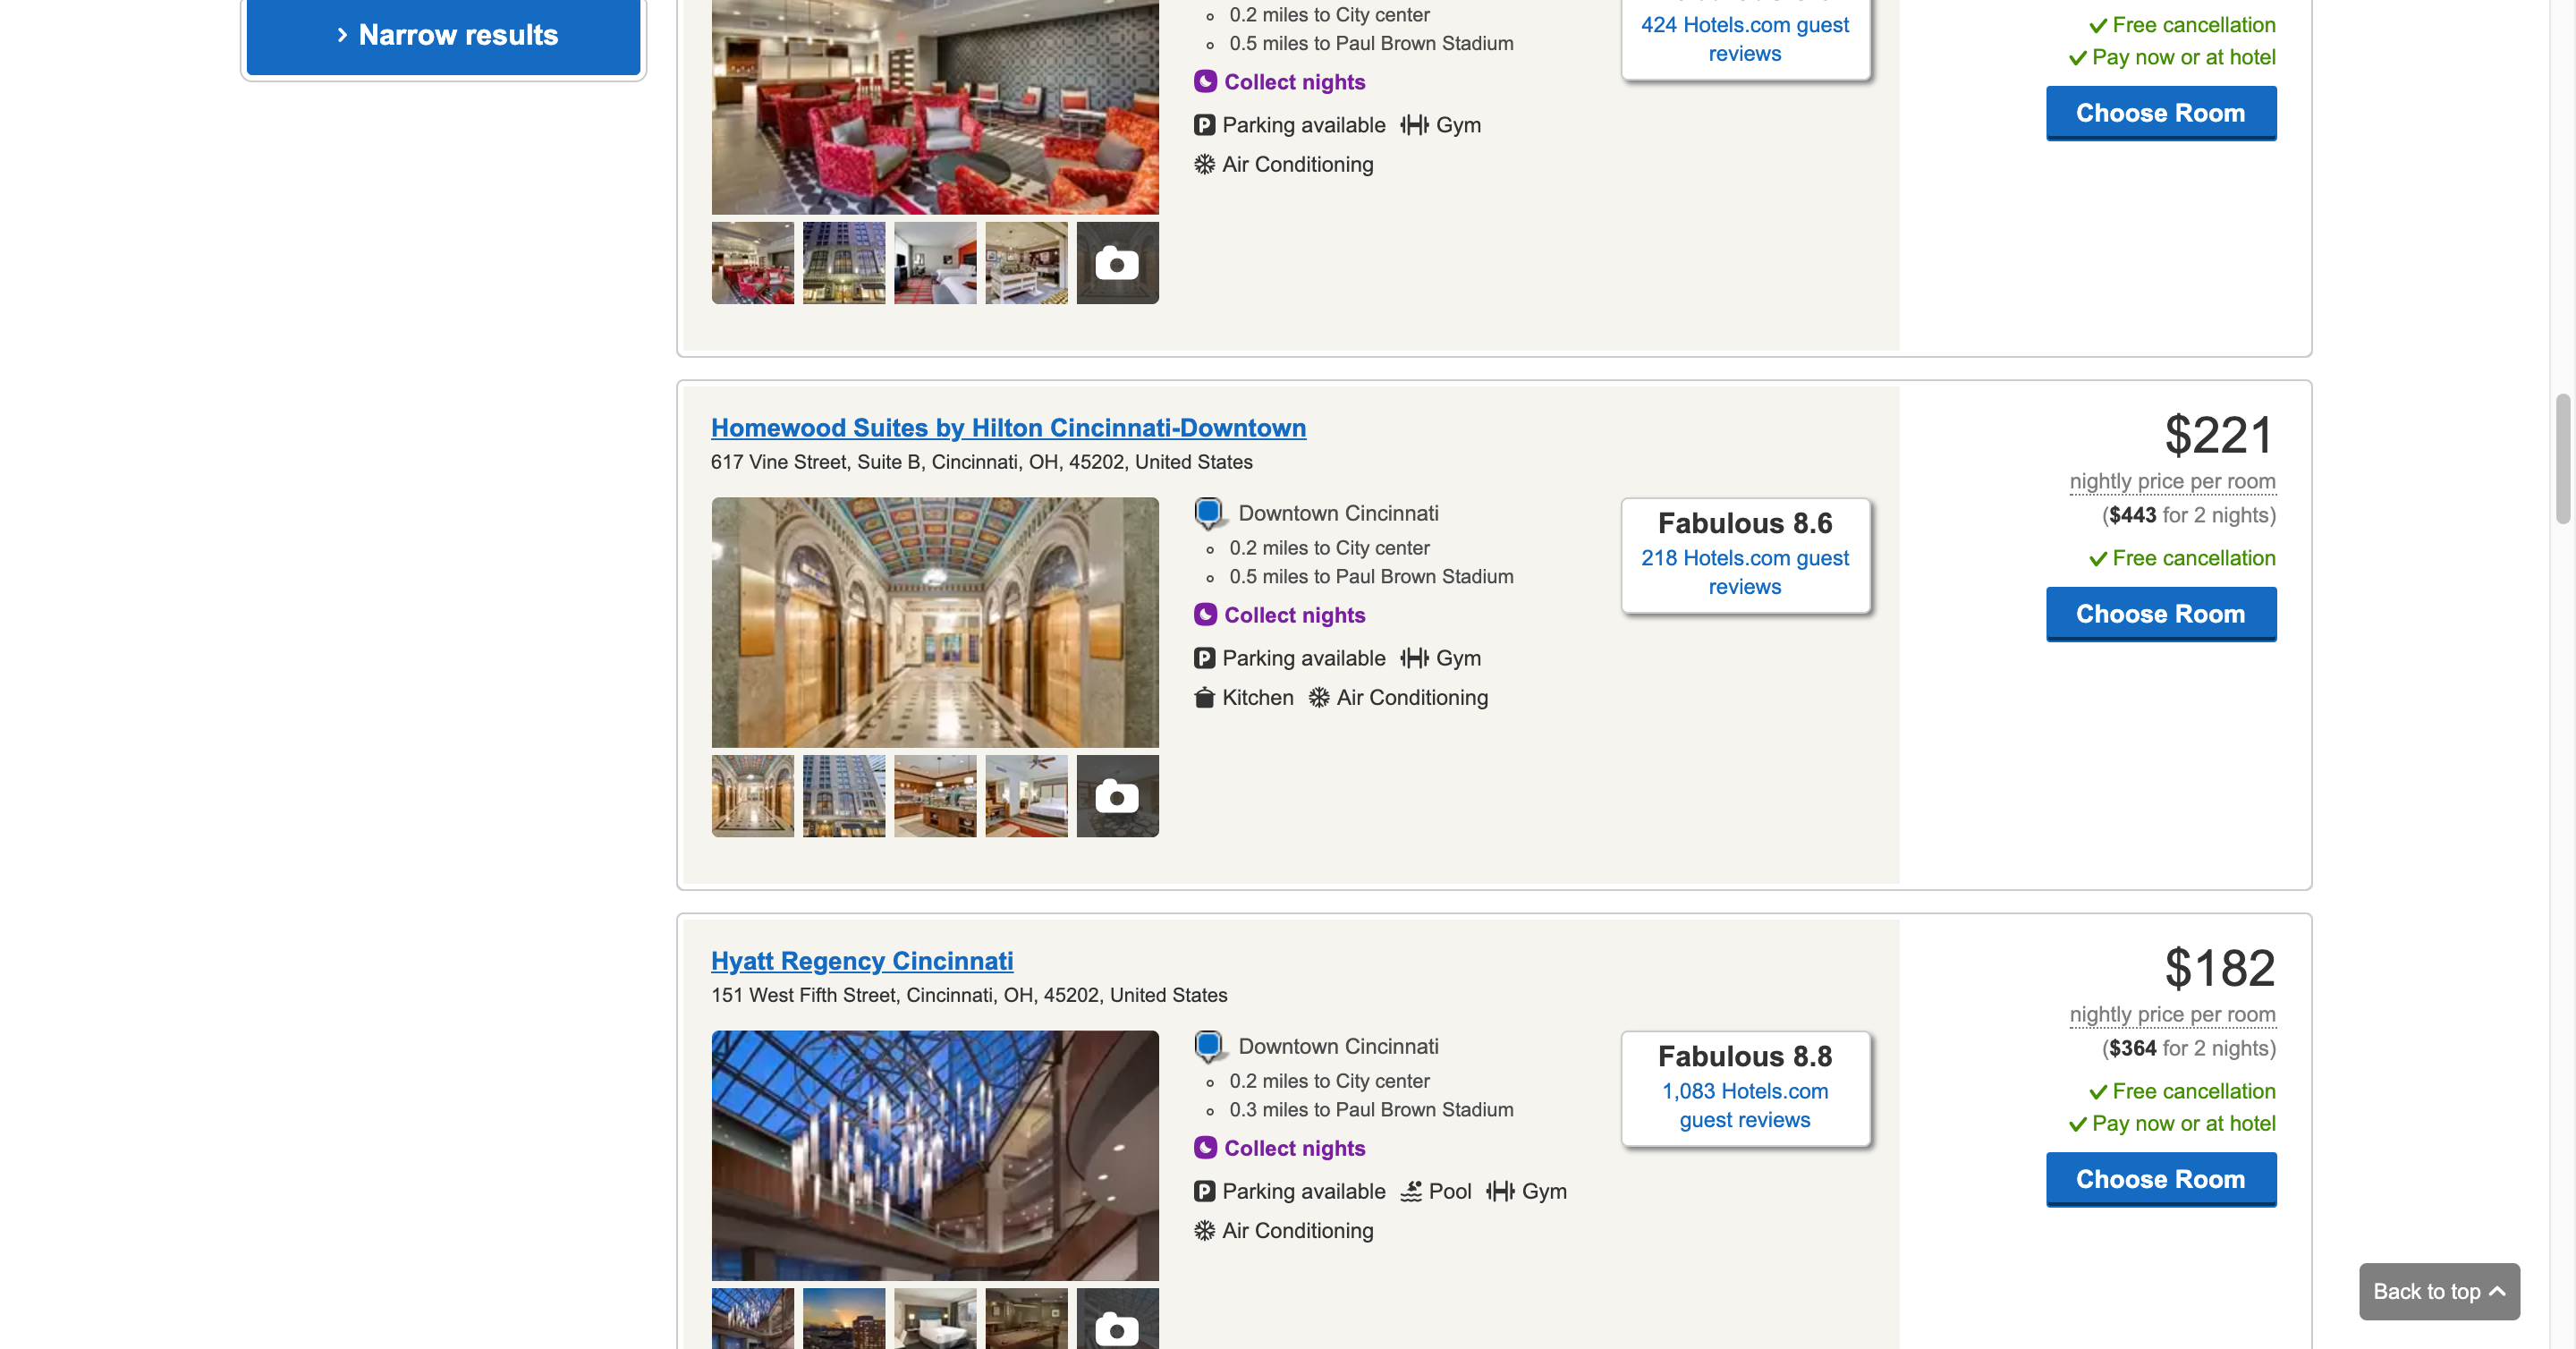 › Narrow results
0.2 miles to City center
0.5 miles to Paul Brown Stadium
Collect nights
P Parking available Gym
Air Conditioning
424 Hotels.com guest
reviews
Free cancellation
Pay now or at hotel
Choose Room
Homewood Suites by Hilton Cincinnati-Downtown
617 Vine Street, Suite B, Cincinnati, OH, 45202, United States
Downtown Cincinnati
0.2 miles to City center
0.5 miles to Paul Brown Stadium
Collect nights
P Parking available Gym
Kitchen Air Conditioning
Fabulous 8.6
218 Hotels.com guest
reviews
$221
nightly price per room
($443 for 2 nights)
Free cancellation
Choose Room
Hyatt Regency Cincinnati
151 West Fifth Street, Cincinnati, OH, 45202, United States
Downtown Cincinnati
0.2 miles to City center
0.3 miles to Paul Brown Stadium
Collect nights
P Parking available Pool Gym
Air Conditioning
Fabulous 8.8
1,083 Hotels.com
guest reviews
$182
nightly price per room
($364 for 2 nights)
Free cancellation
Pay now or at hotel
Choose Room
Back to top